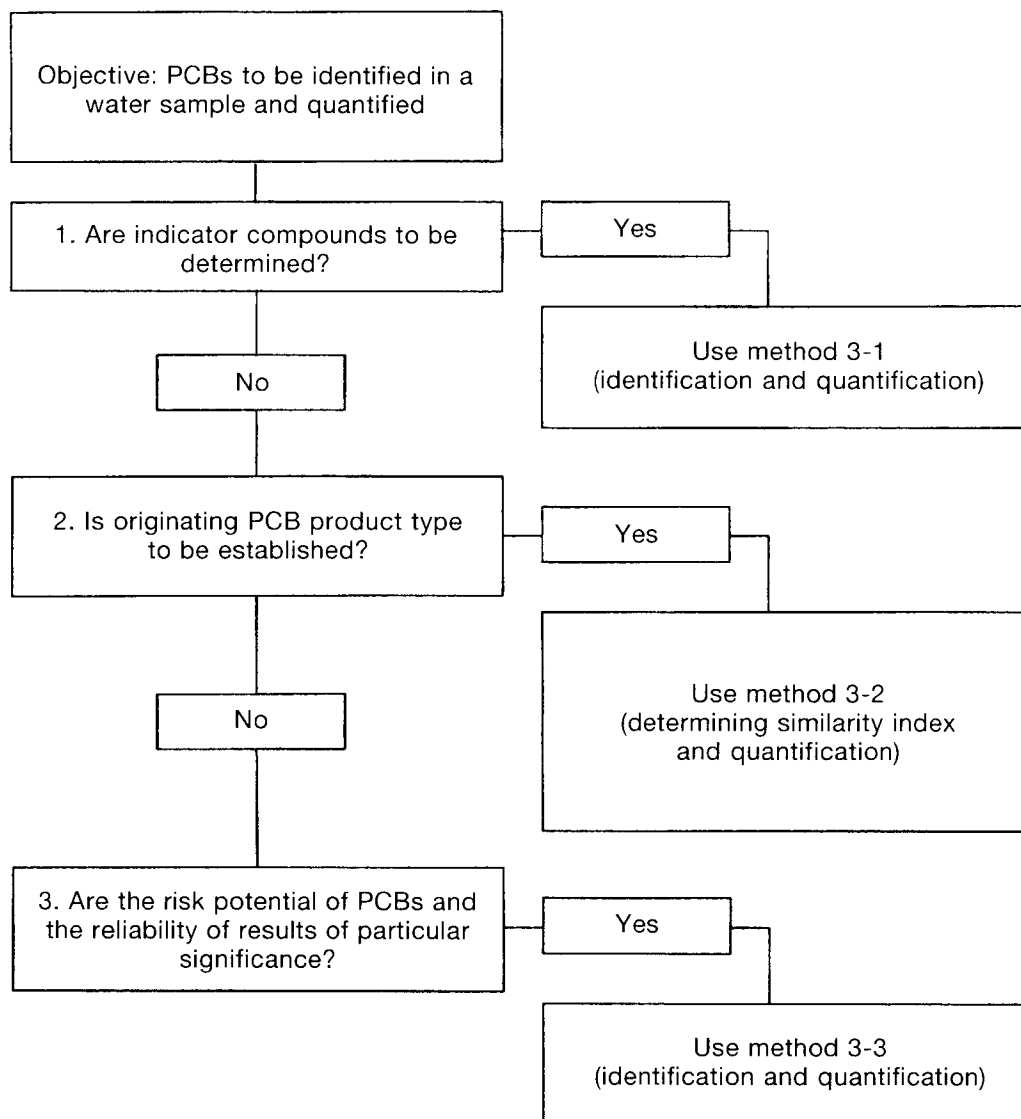 Objective: PCBs to be identified in a
water sample and quantified
1. Are indicator compounds to be
determined?
Yes
Use method 3-1
(identification and quantification)
No
2. Is originating PCB product type
to be established?
Yes
Use method 3-2
(determining similarity index
and quantification)
No
3. Are the risk potential of PCBs and
the reliability of results of particular
significance?
Yes
Use method 3-3
(identification and quantification)